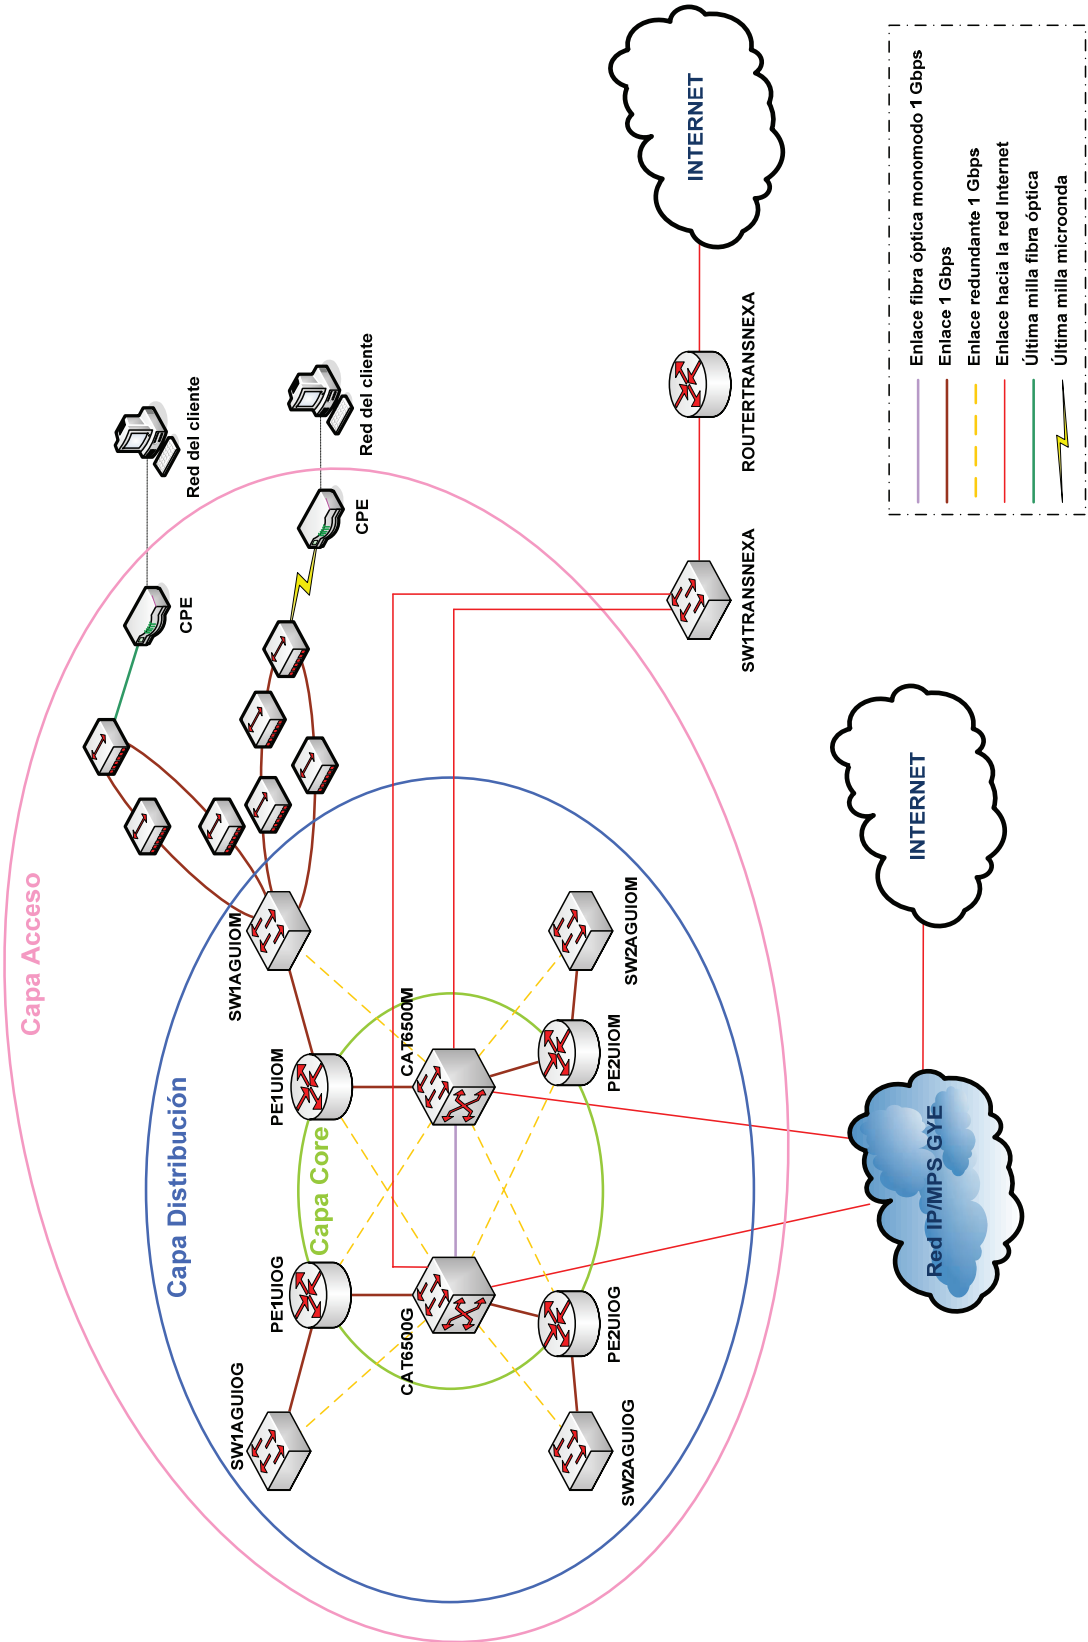 Capa Acceso
Capa Distribución
Capa Core
Red del cliente
Red del cliente
CPE
CPE
SW1AGUIOG
PE1UIOG
PE1UIOM
SW1AGUIOM
CAT6500G
CAT6500M
SW2AGUIOG
PE2UIOG
PE2UIOM
SW2AGUIOM
SW1TRANSNEXA
ROUTERTRANSNEXA
INTERNET
Red IP/MPS GYE
INTERNET
Enlace fibra óptica monomodo 1 Gbps
Enlace 1 Gbps
Enlace redundante 1 Gbps
Enlace hacia la red Internet
Última milla fibra óptica
Última milla microonda